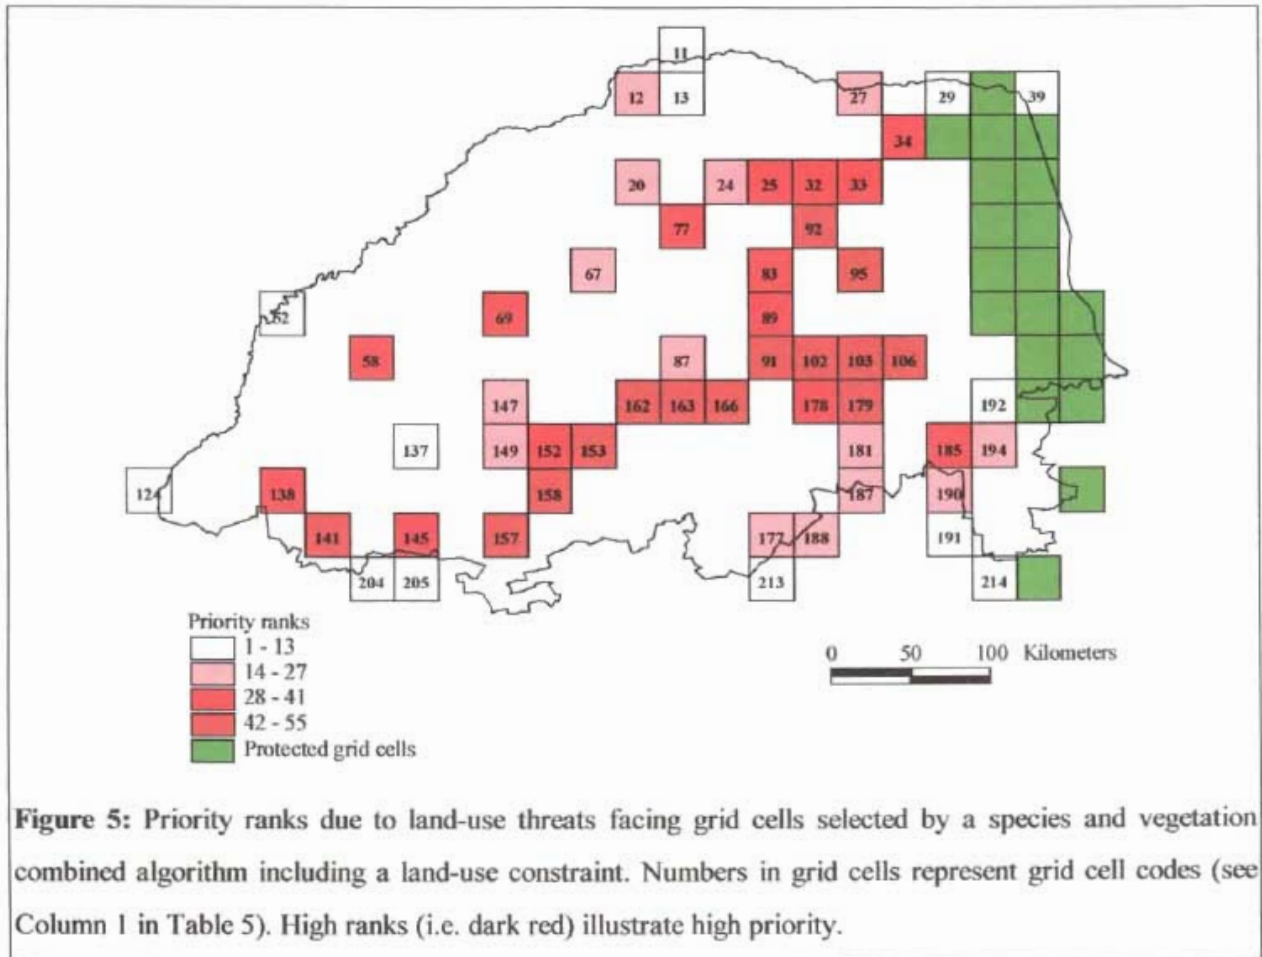 11
12 13 27 29 39
34
20 24 25 32 33
77 92
67 83 95
52 69 89
58 87 91 102 103 106
147 162 163 166 178 179 192
137 149 152 153 181 185 194
124 138 158 187 190
141 145 157 177 188 191
204 205 213 214
Priority ranks
1 - 13
14 - 27
28 - 41
42 - 55
Protected grid cells
0 50 100 Kilometers
Figure 5: Priority ranks due to land-use threats facing grid cells selected by a species and vegetation
combined algorithm including a land-use constraint. Numbers in grid cells represent grid cell codes (see
Column 1 in Table 5). High ranks (i.e. dark red) illustrate high priority.